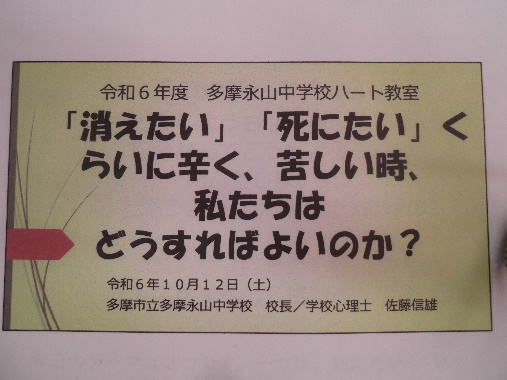 令和６年度　多摩永山中学校ハート教室
「消えたい」「死にたい」く
らいに辛く、苦しい時、
私たちは
どうすればよいのか？
令和６年１０月１２日（土）
多摩市立多摩永山中学校　校長／学校心理士　佐藤信雄